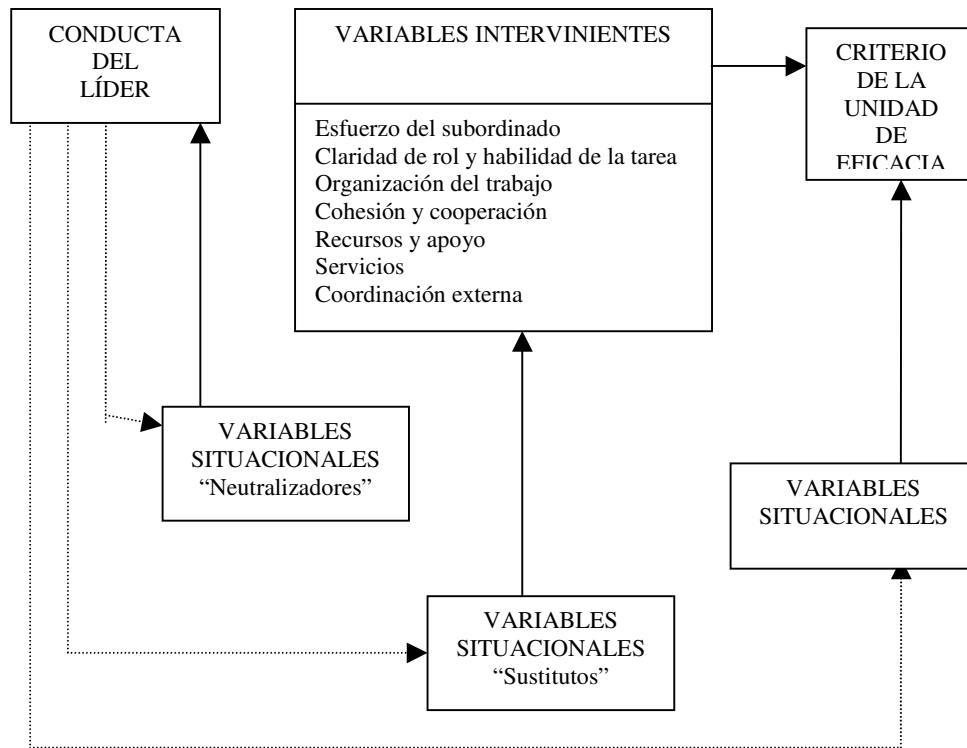 CONDUCTA
DEL
LÍDER
VARIABLES INTERVINIENTES
Esfuerzo del subordinado
Claridad de rol y habilidad de la tarea
Organización del trabajo
Cohesión y cooperación
Recursos y apoyo
Servicios
Coordinación externa
CRITERIO
DE LA
UNIDAD
DE
EFICACIA
VARIABLES
SITUACIONALES
“Neutralizadores”
VARIABLES
SITUACIONALES
“Sustitutos”
VARIABLES
SITUACIONALES